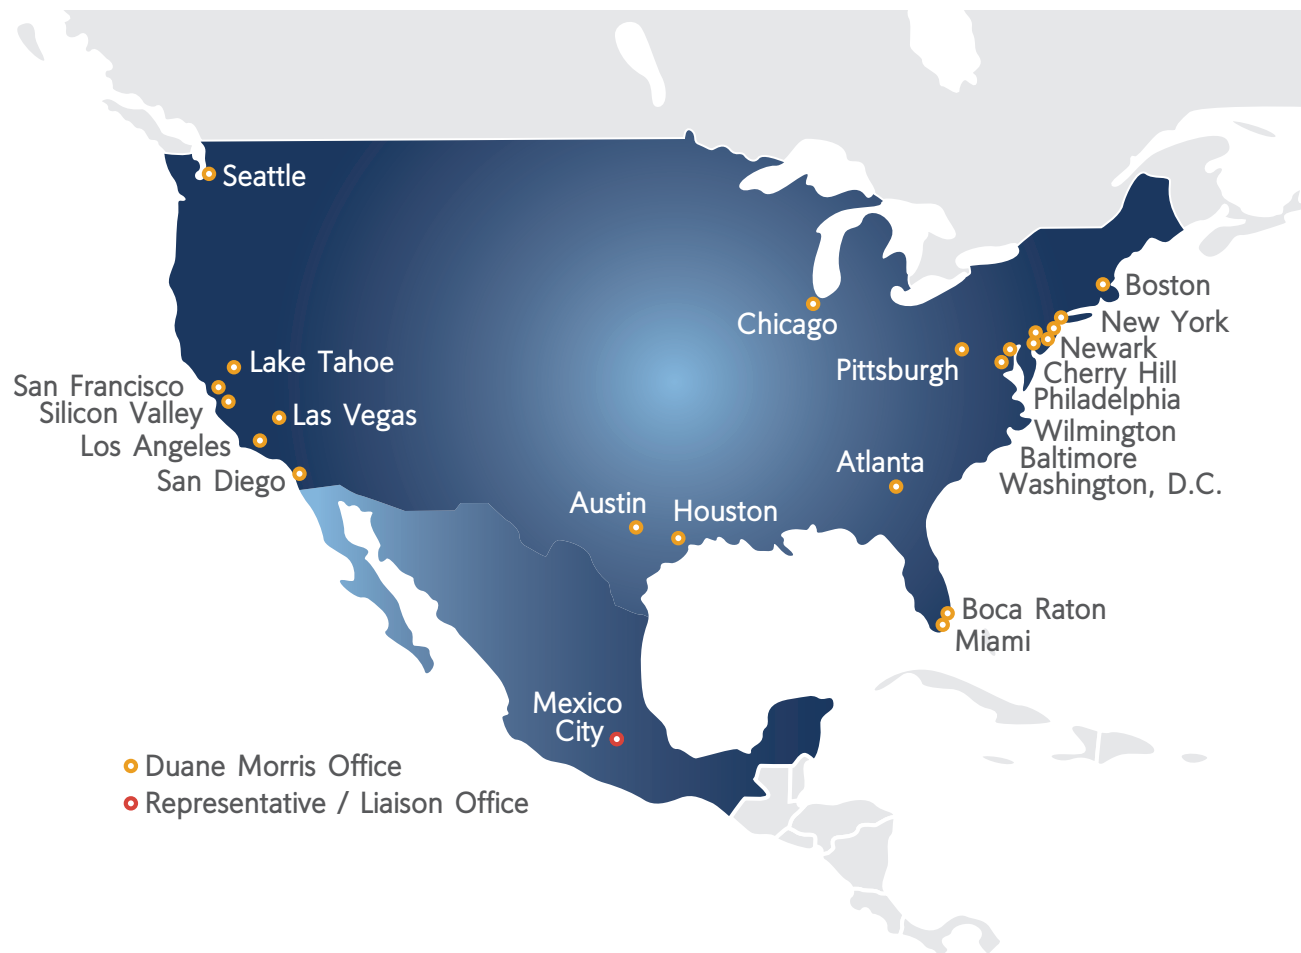 Seattle
Boston
New York
Chicago
Newark
Lake Tahoe
Pittsburgh
Cherry Hill
San Francisco
Philadelphia
Silicon Valley
Las Vegas
Wilmington
Los Angeles
Baltimore
Atlanta
San Diego
Washington, D.C.
Austin
Houston
Boca Raton
Miami
Mexico
City
Duane Morris Office
Representative / Liaison Office